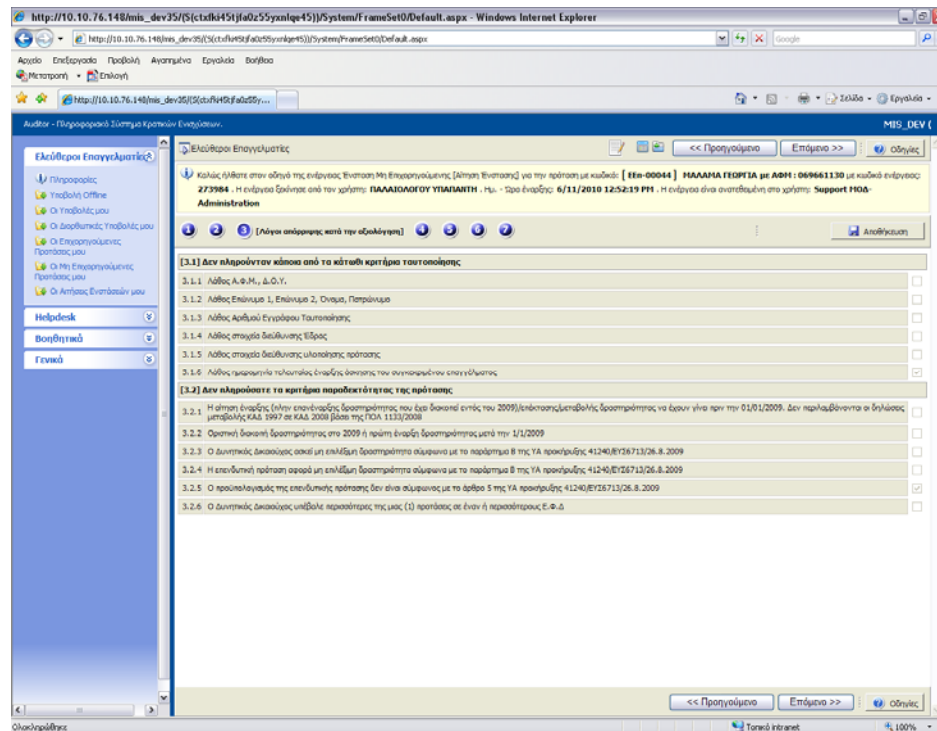 http://10.10.76.148/mis_dev35/(S(ctxfki45tjfa0z55yxnlqe45))/System/FrameSet0/Default.aspx - Windows Internet Explorer
http://10.10.76.148/mis_dev35/(S(ctxfki45tjfa0z55yxnlqe45))/System/FrameSet0/Default.aspx
Google
Αρχείο Επεξεργασία Προβολή Αγαπημένα Εργαλεία Βοήθεια
Μετατροπή Επιλογή
http://10.10.76.148/mis_dev35/(S(ctxfki45tjfa0z55y...
Σελίδα Εργαλεία
Auditor - Πληροφοριακό Σύστημα Κρατικών Ενισχύσεων.
MIS_DEV (
Ελεύθεροι Επαγγελματίες
Πληροφορίες
Υποβολή Offline
Οι Υποβολές μου
Οι Διορθωτικές Υποβολές μου
Οι Επιχορηγούμενες
Προτάσεις μου
Οι Μη Επιχορηγούμενες
Προτάσεις μου
Οι Αιτήσεις Ενστάσεών μου
Helpdesk
Βοηθητικά
Γενικά
Ελεύθεροι Επαγγελματίες
<< Προηγούμενο Επόμενο >> Οδηγίες
Καλώς ήλθατε στον οδηγό της ενέργειας Ένσταση Μη Επιχορηγούμενης [Αίτηση Ένστασης] για την πρόταση με κωδικό: [ ΕΕπ-00044 ] ΜΑΛΑΜΑ ΓΕΩΡΓΙΑ με ΑΦΜ : 069661130 με κωδικό ενέργειας:
273984 . Η ενέργεια ξεκίνησε από τον χρήστη: ΠΑΛΑΙΟΛΟΓΟΥ ΥΠΑΠΑΝΤΗ . Ημ. - Ώρα έναρξης: 6/11/2010 12:52:19 PM . Η ενέργεια είναι ανατεθειμένη στο χρήστη: Support ΜΟΔ-
Administration
1 2 3 [Λόγοι απόρριψης κατά την αξιολόγηση] 4 5 6 7
Αποθήκευση
[3.1] Δεν πληρούνταν κάποια από τα κάτωθι κριτήρια ταυτοποίησης
3.1.1 Λάθος Α.Φ.Μ., Δ.Ο.Υ.
3.1.2 Λάθος Επώνυμο 1, Επώνυμο 2, Όνομα, Πατρώνυμο
3.1.3 Λάθος Αριθμού Εγγράφου Ταυτοποίησης
3.1.4 Λάθος στοιχεία διεύθυνσης Έδρας
3.1.5 Λάθος στοιχεία διεύθυνσης υλοποίησης πρότασης
3.1.6 Λάθος ημερομηνία τελευταίας έναρξης άσκησης του συγκεκριμένου επαγγέλματος
[3.2] Δεν πληρούσατε τα κριτήρια παραδεκτότητας της πρότασης
3.2.1 Η αίτηση έναρξης (πλην επανέναρξης δραστηριότητας που έχει διακοπεί εντός του 2009)/επέκτασης/μεταβολής δραστηριότητας να έχουν γίνει πριν την 01/01/2009. Δεν περιλαμβάνονται οι δηλώσεις
μεταβολής ΚΑΔ 1997 σε ΚΑΔ 2008 βάσει της ΠΟΛ 1133/2008
3.2.2 Οριστική διακοπή δραστηριότητας στο 2009 ή πρώτη έναρξη δραστηριότητας μετά την 1/1/2009
3.2.3 Ο Δυνητικός Δικαιούχος ασκεί μη επιλέξιμη δραστηριότητα σύμφωνα με το παράρτημα Β της ΥΑ προκήρυξης 41240/ΕΥΣ6713/26.8.2009
3.2.4 Η επενδυτική πρόταση αφορά μη επιλέξιμη δραστηριότητα σύμφωνα με το παράρτημα Β της ΥΑ προκήρυξης 41240/ΕΥΣ6713/26.8.2009
3.2.5 Ο προϋπολογισμός της επενδυτικής πρότασης δεν είναι σύμφωνος με το άρθρο 5 της ΥΑ προκήρυξης 41240/ΕΥΣ6713/26.8.2009
3.2.6 Ο Δυνητικός Δικαιούχος υπέβαλε περισσότερες της μιας (1) προτάσεις σε έναν ή περισσότερους Ε.Φ.Δ
<< Προηγούμενο Επόμενο >> Οδηγίες
Ολοκληρώθηκε
Τοπικό intranet
100%